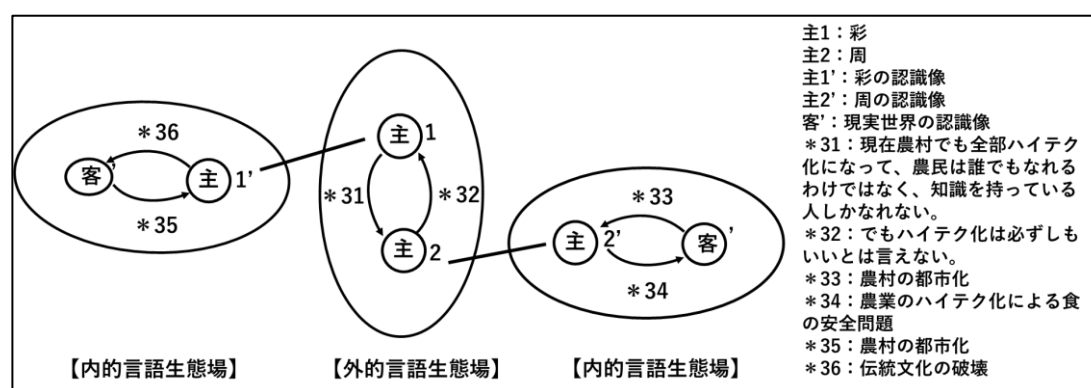 ＊36
客'
主1'
＊35
主1
＊31
＊32
主2
＊33
主2'
客'
＊34
【内的言語生態場】
【外的言語生態場】
【内的言語生態場】
主1：彩
主2：周
主1'：彩の認識像
主2'：周の認識像
客'：現実世界の認識像
＊31：現在農村でも全部ハイテク
化になって、農民は誰でもなれる
わけではなく、知識を持っている
人しかなれない。
＊32：でもハイテク化は必ずしも
いいとは言えない。
＊33：農村の都市化
＊34：農業のハイテク化による食
の安全問題
＊35：農村の都市化
＊36：伝統文化の破壊